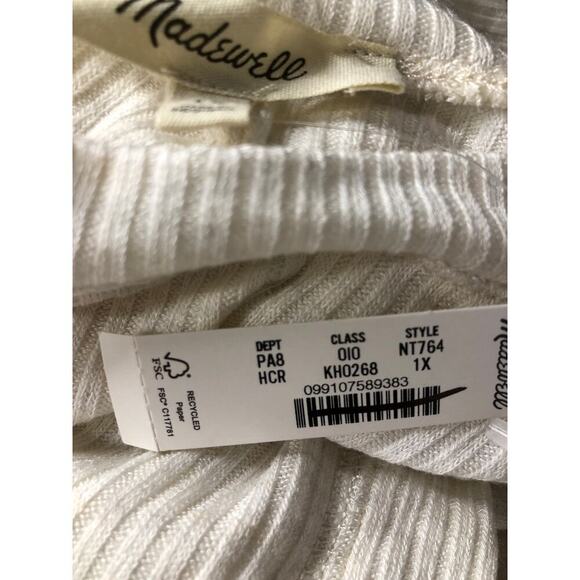 Madewell
DEPT CLASS STYLE
PA8 010 NT764
HCR KH0268 1X
099107589383
FSC
FSC® C117781
RECYCLED
Paper
Madewell